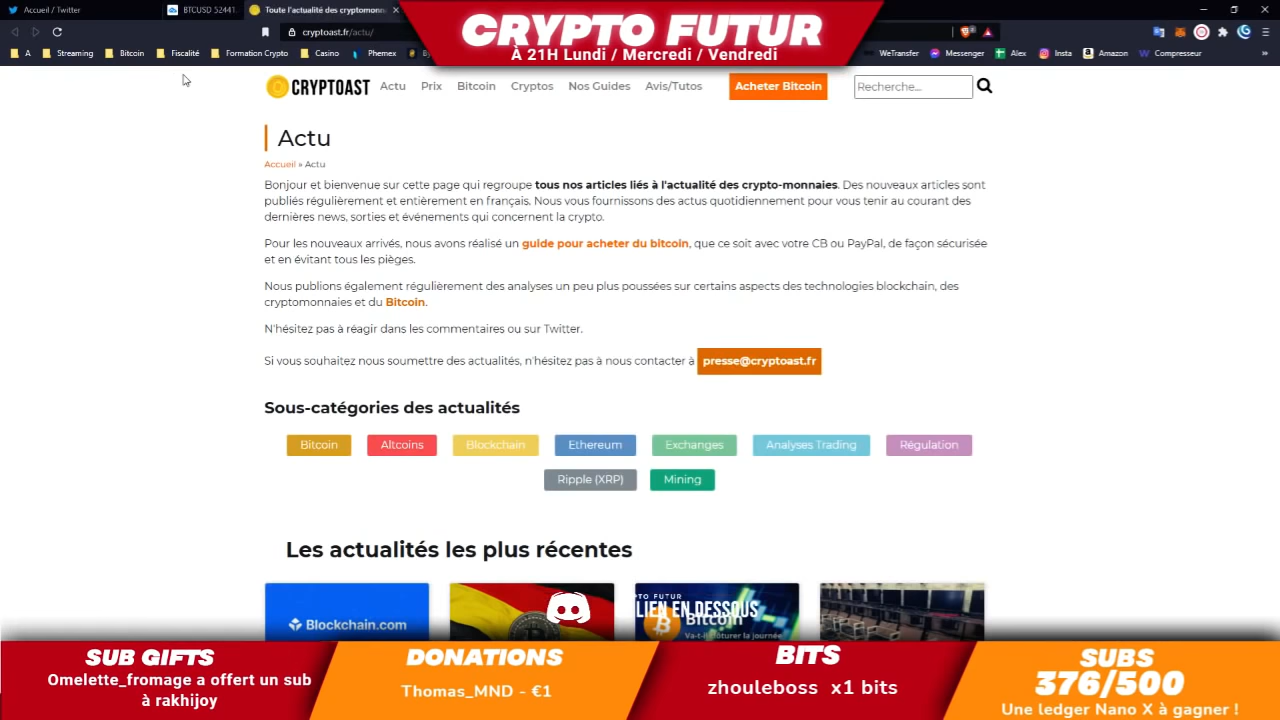 Accueil / Twitter
BTCUSD 52441.
Toute l'actualité des cryptomonn
cryptoast.fr/actu/
CRYPTO FUTUR
À 21H Lundi / Mercredi / Vendredi
A
Streaming
Bitcoin
Fiscalité
Formation Crypto
Casino
Phemex
WeTransfer
Messenger
Alex
Insta
Amazon
Compresseur
CRYPTOAST
Actu
Prix
Bitcoin
Cryptos
Nos Guides
Avis/Tutos
Acheter Bitcoin
Recherche...
Actu
Accueil » Actu
Bonjour et bienvenue sur cette page qui regroupe tous nos articles liés à l'actualité des crypto-monnaies. Des nouveaux articles sont
publiés régulièrement et entièrement en français. Nous vous fournissons des actus quotidiennement pour vous tenir au courant des
dernières news, sorties et événements qui concernent la crypto.
Pour les nouveaux arrivés, nous avons réalisé un guide pour acheter du bitcoin, que ce soit avec votre CB ou PayPal, de façon sécurisée
et en évitant tous les pièges.
Nous publions également régulièrement des analyses un peu plus poussées sur certains aspects des technologies blockchain, des
cryptomonnaies et du Bitcoin.
N'hésitez pas à réagir dans les commentaires ou sur Twitter.
Si vous souhaitez nous soumettre des actualités, n'hésitez pas à nous contacter à presse@cryptoast.fr
Sous-catégories des actualités
Bitcoin
Altcoins
Blockchain
Ethereum
Exchanges
Analyses Trading
Régulation
Ripple (XRP)
Mining
Les actualités les plus récentes
Blockchain.com
LIEN EN DESSOUS
Bitcoin
Va-t-il clôturer la journée
SUB GIFTS
Omelette_fromage a offert un sub
à rakhijoy
DONATIONS
Thomas_MND - €1
BITS
zhouleboss x1 bits
SUBS
376/500
Une ledger Nano X à gagner !